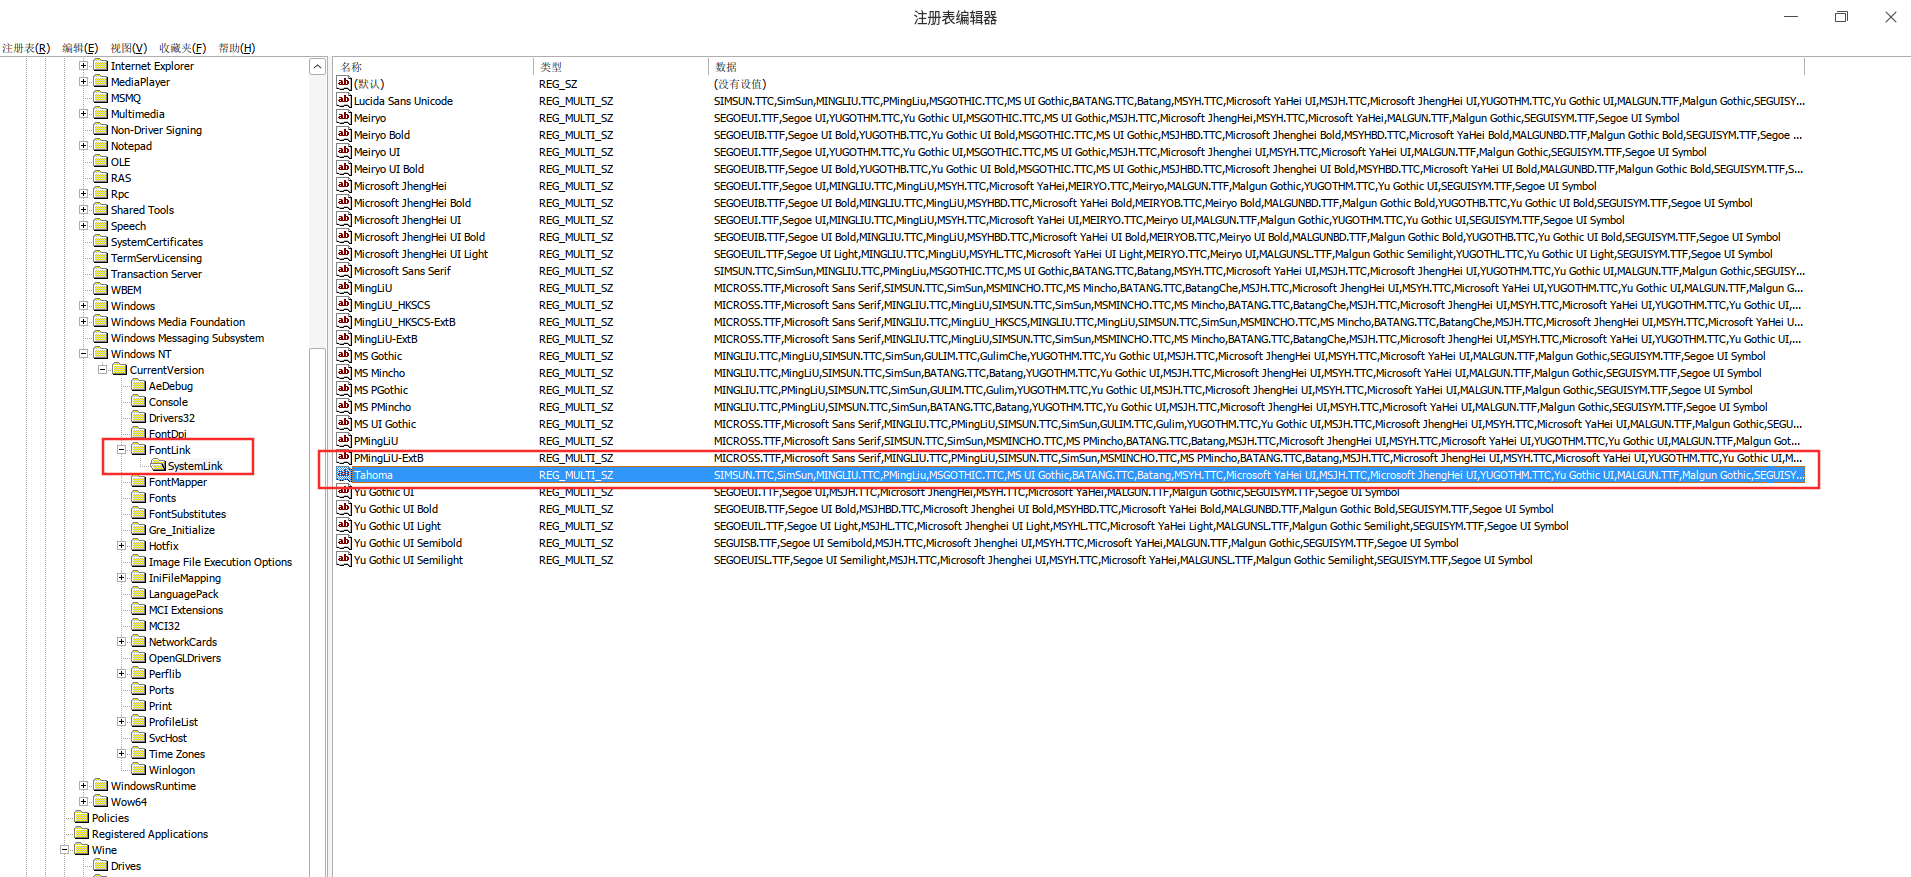 注册表编辑器
注册表(R) 编辑(E) 视图(V) 收藏夹(F) 帮助(H)
Internet Explorer
MediaPlayer
MSMQ
Multimedia
Non-Driver Signing
Notepad
OLE
RAS
Rpc
Shared Tools
Speech
SystemCertificates
TermServLicensing
Transaction Server
WBEM
Windows
Windows Media Foundation
Windows Messaging Subsystem
Windows NT
CurrentVersion
AeDebug
Console
Drivers32
FontDpi
FontLink
SystemLink
FontMapper
Fonts
FontSubstitutes
Gre_Initialize
Hotfix
Image File Execution Options
IniFileMapping
LanguagePack
MCI Extensions
MCI32
NetworkCards
OpenGLDrivers
Perflib
Ports
Print
ProfileList
SvcHost
Time Zones
Winlogon
WindowsRuntime
Wow64
Policies
Registered Applications
Wine
Drives
名称 类型 数据
(默认) REG_SZ (没有设值)
Lucida Sans Unicode REG_MULTI_SZ SIMSUN.TTC,SimSun,MINGLIU.TTC,PMingLiu,MSGOTHIC.TTC,MS UI Gothic,BATANG.TTC,Batang,MSYH.TTC,Microsoft YaHei UI,MSJH.TTC,Microsoft JhengHei UI,YUGOTHM.TTC,Yu Gothic UI,MALGUN.TTF,Malgun Gothic,SEGUISY...
Meiryo REG_MULTI_SZ SEGOEUI.TTF,Segoe UI,YUGOTHM.TTC,Yu Gothic UI,MSGOTHIC.TTC,MS UI Gothic,MSJH.TTC,Microsoft JhengHei,MSYH.TTC,Microsoft YaHei,MALGUN.TTF,Malgun Gothic,SEGUISYM.TTF,Segoe UI Symbol
Meiryo Bold REG_MULTI_SZ SEGOEUIB.TTF,Segoe UI Bold,YUGOTHB.TTC,Yu Gothic UI Bold,MSGOTHIC.TTC,MS UI Gothic,MSJHBD.TTC,Microsoft Jhenghei Bold,MSYHBD.TTC,Microsoft YaHei Bold,MALGUNBD.TTF,Malgun Gothic Bold,SEGUISYM.TTF,Segoe ...
Meiryo UI REG_MULTI_SZ SEGOEUI.TTF,Segoe UI,YUGOTHM.TTC,Yu Gothic UI,MSGOTHIC.TTC,MS UI Gothic,MSJH.TTC,Microsoft Jhenghei UI,MSYH.TTC,Microsoft YaHei UI,MALGUN.TTF,Malgun Gothic,SEGUISYM.TTF,Segoe UI Symbol
Meiryo UI Bold REG_MULTI_SZ SEGOEUIB.TTF,Segoe UI Bold,YUGOTHB.TTC,Yu Gothic UI Bold,MSGOTHIC.TTC,MS UI Gothic,MSJHBD.TTC,Microsoft Jhenghei UI Bold,MSYHBD.TTC,Microsoft YaHei UI Bold,MALGUNBD.TTF,Malgun Gothic Bold,SEGUISYM.TTF,S...
Microsoft JhengHei REG_MULTI_SZ SEGOEUI.TTF,Segoe UI,MINGLIU.TTC,MingLiU,MSYH.TTC,Microsoft YaHei,MEIRYO.TTC,Meiryo,MALGUN.TTF,Malgun Gothic,YUGOTHM.TTC,Yu Gothic UI,SEGUISYM.TTF,Segoe UI Symbol
Microsoft JhengHei Bold REG_MULTI_SZ SEGOEUIB.TTF,Segoe UI Bold,MINGLIU.TTC,MingLiU,MSYHBD.TTC,Microsoft YaHei Bold,MEIRYOB.TTC,Meiryo Bold,MALGUNBD.TTF,Malgun Gothic Bold,YUGOTHB.TTC,Yu Gothic UI Bold,SEGUISYM.TTF,Segoe UI Symbol
Microsoft JhengHei UI REG_MULTI_SZ SEGOEUI.TTF,Segoe UI,MINGLIU.TTC,MingLiU,MSYH.TTC,Microsoft YaHei UI,MEIRYO.TTC,Meiryo UI,MALGUN.TTF,Malgun Gothic,YUGOTHM.TTC,Yu Gothic UI,SEGUISYM.TTF,Segoe UI Symbol
Microsoft JhengHei UI Bold REG_MULTI_SZ SEGOEUIB.TTF,Segoe UI Bold,MINGLIU.TTC,MingLiU,MSYHBD.TTC,Microsoft YaHei UI Bold,MEIRYOB.TTC,Meiryo UI Bold,MALGUNBD.TTF,Malgun Gothic Bold,YUGOTHB.TTC,Yu Gothic UI Bold,SEGUISYM.TTF,Segoe UI Symbol
Microsoft JhengHei UI Light REG_MULTI_SZ SEGOEUIL.TTF,Segoe UI Light,MINGLIU.TTC,MingLiU,MSYHL.TTC,Microsoft YaHei UI Light,MEIRYO.TTC,Meiryo UI,MALGUNSL.TTF,Malgun Gothic Semilight,YUGOTHL.TTC,Yu Gothic UI Light,SEGUISYM.TTF,Segoe UI Symbol
Microsoft Sans Serif REG_MULTI_SZ SIMSUN.TTC,SimSun,MINGLIU.TTC,PMingLiu,MSGOTHIC.TTC,MS UI Gothic,BATANG.TTC,Batang,MSYH.TTC,Microsoft YaHei UI,MSJH.TTC,Microsoft JhengHei UI,YUGOTHM.TTC,Yu Gothic UI,MALGUN.TTF,Malgun Gothic,SEGUISY...
MingLiU REG_MULTI_SZ MICROSS.TTF,Microsoft Sans Serif,SIMSUN.TTC,SimSun,MSMINCHO.TTC,MS Mincho,BATANG.TTC,BatangChe,MSJH.TTC,Microsoft JhengHei UI,MSYH.TTC,Microsoft YaHei UI,YUGOTHM.TTC,Yu Gothic UI,MALGUN.TTF,Malgun G...
MingLiU_HKSCS REG_MULTI_SZ MICROSS.TTF,Microsoft Sans Serif,MINGLIU.TTC,MingLiU,SIMSUN.TTC,SimSun,MSMINCHO.TTC,MS Mincho,BATANG.TTC,BatangChe,MSJH.TTC,Microsoft JhengHei UI,MSYH.TTC,Microsoft YaHei UI,YUGOTHM.TTC,Yu Gothic UI,...
MingLiU_HKSCS-ExtB REG_MULTI_SZ MICROSS.TTF,Microsoft Sans Serif,MINGLIU.TTC,MingLiU_HKSCS,MINGLIU.TTC,MingLiU,SIMSUN.TTC,SimSun,MSMINCHO.TTC,MS Mincho,BATANG.TTC,BatangChe,MSJH.TTC,Microsoft JhengHei UI,MSYH.TTC,Microsoft YaHei U...
MingLiU-ExtB REG_MULTI_SZ MICROSS.TTF,Microsoft Sans Serif,MINGLIU.TTC,MingLiU,SIMSUN.TTC,SimSun,MSMINCHO.TTC,MS Mincho,BATANG.TTC,BatangChe,MSJH.TTC,Microsoft JhengHei UI,MSYH.TTC,Microsoft YaHei UI,YUGOTHM.TTC,Yu Gothic UI,...
MS Gothic REG_MULTI_SZ MINGLIU.TTC,MingLiU,SIMSUN.TTC,SimSun,GULIM.TTC,GulimChe,YUGOTHM.TTC,Yu Gothic UI,MSJH.TTC,Microsoft JhengHei UI,MSYH.TTC,Microsoft YaHei UI,MALGUN.TTF,Malgun Gothic,SEGUISYM.TTF,Segoe UI Symbol
MS Mincho REG_MULTI_SZ MINGLIU.TTC,MingLiU,SIMSUN.TTC,SimSun,BATANG.TTC,Batang,YUGOTHM.TTC,Yu Gothic UI,MSJH.TTC,Microsoft JhengHei UI,MSYH.TTC,Microsoft YaHei UI,MALGUN.TTF,Malgun Gothic,SEGUISYM.TTF,Segoe UI Symbol
MS PGothic REG_MULTI_SZ MINGLIU.TTC,PMingLiU,SIMSUN.TTC,SimSun,GULIM.TTC,Gulim,YUGOTHM.TTC,Yu Gothic UI,MSJH.TTC,Microsoft JhengHei UI,MSYH.TTC,Microsoft YaHei UI,MALGUN.TTF,Malgun Gothic,SEGUISYM.TTF,Segoe UI Symbol
MS PMincho REG_MULTI_SZ MINGLIU.TTC,PMingLiU,SIMSUN.TTC,SimSun,BATANG.TTC,Batang,YUGOTHM.TTC,Yu Gothic UI,MSJH.TTC,Microsoft JhengHei UI,MSYH.TTC,Microsoft YaHei UI,MALGUN.TTF,Malgun Gothic,SEGUISYM.TTF,Segoe UI Symbol
MS UI Gothic REG_MULTI_SZ MICROSS.TTF,Microsoft Sans Serif,MINGLIU.TTC,PMingLiU,SIMSUN.TTC,SimSun,GULIM.TTC,Gulim,YUGOTHM.TTC,Yu Gothic UI,MSJH.TTC,Microsoft JhengHei UI,MSYH.TTC,Microsoft YaHei UI,MALGUN.TTF,Malgun Gothic,SEGU...
PMingLiU REG_MULTI_SZ MICROSS.TTF,Microsoft Sans Serif,SIMSUN.TTC,SimSun,MSMINCHO.TTC,MS PMincho,BATANG.TTC,Batang,MSJH.TTC,Microsoft JhengHei UI,MSYH.TTC,Microsoft YaHei UI,YUGOTHM.TTC,Yu Gothic UI,MALGUN.TTF,Malgun Got...
PMingLiU-ExtB REG_MULTI_SZ MICROSS.TTF,Microsoft Sans Serif,MINGLIU.TTC,PMingLiU,SIMSUN.TTC,SimSun,MSMINCHO.TTC,MS PMincho,BATANG.TTC,Batang,MSJH.TTC,Microsoft JhengHei UI,MSYH.TTC,Microsoft YaHei UI,YUGOTHM.TTC,Yu Gothic UI,M...
Tahoma REG_MULTI_SZ SIMSUN.TTC,SimSun,MINGLIU.TTC,PMingLiu,MSGOTHIC.TTC,MS UI Gothic,BATANG.TTC,Batang,MSYH.TTC,Microsoft YaHei UI,MSJH.TTC,Microsoft JhengHei UI,YUGOTHM.TTC,Yu Gothic UI,MALGUN.TTF,Malgun Gothic,SEGUISY...
Yu Gothic UI REG_MULTI_SZ SEGOEUI.TTF,Segoe UI,MSJH.TTC,Microsoft JhengHei,MSYH.TTC,Microsoft YaHei,MALGUN.TTF,Malgun Gothic,SEGUISYM.TTF,Segoe UI Symbol
Yu Gothic UI Bold REG_MULTI_SZ SEGOEUIB.TTF,Segoe UI Bold,MSJHBD.TTC,Microsoft Jhenghei UI Bold,MSYHBD.TTC,Microsoft YaHei Bold,MALGUNBD.TTF,Malgun Gothic Bold,SEGUISYM.TTF,Segoe UI Symbol
Yu Gothic UI Light REG_MULTI_SZ SEGOEUIL.TTF,Segoe UI Light,MSJHL.TTC,Microsoft Jhenghei UI Light,MSYHL.TTC,Microsoft YaHei Light,MALGUNSL.TTF,Malgun Gothic Semilight,SEGUISYM.TTF,Segoe UI Symbol
Yu Gothic UI Semibold REG_MULTI_SZ SEGUISB.TTF,Segoe UI Semibold,MSJH.TTC,Microsoft Jhenghei UI,MSYH.TTC,Microsoft YaHei,MALGUN.TTF,Malgun Gothic,SEGUISYM.TTF,Segoe UI Symbol
Yu Gothic UI Semilight REG_MULTI_SZ SEGOEUISL.TTF,Segoe UI Semilight,MSJH.TTC,Microsoft Jhenghei UI,MSYH.TTC,Microsoft YaHei,MALGUNSL.TTF,Malgun Gothic Semilight,SEGUISYM.TTF,Segoe UI Symbol